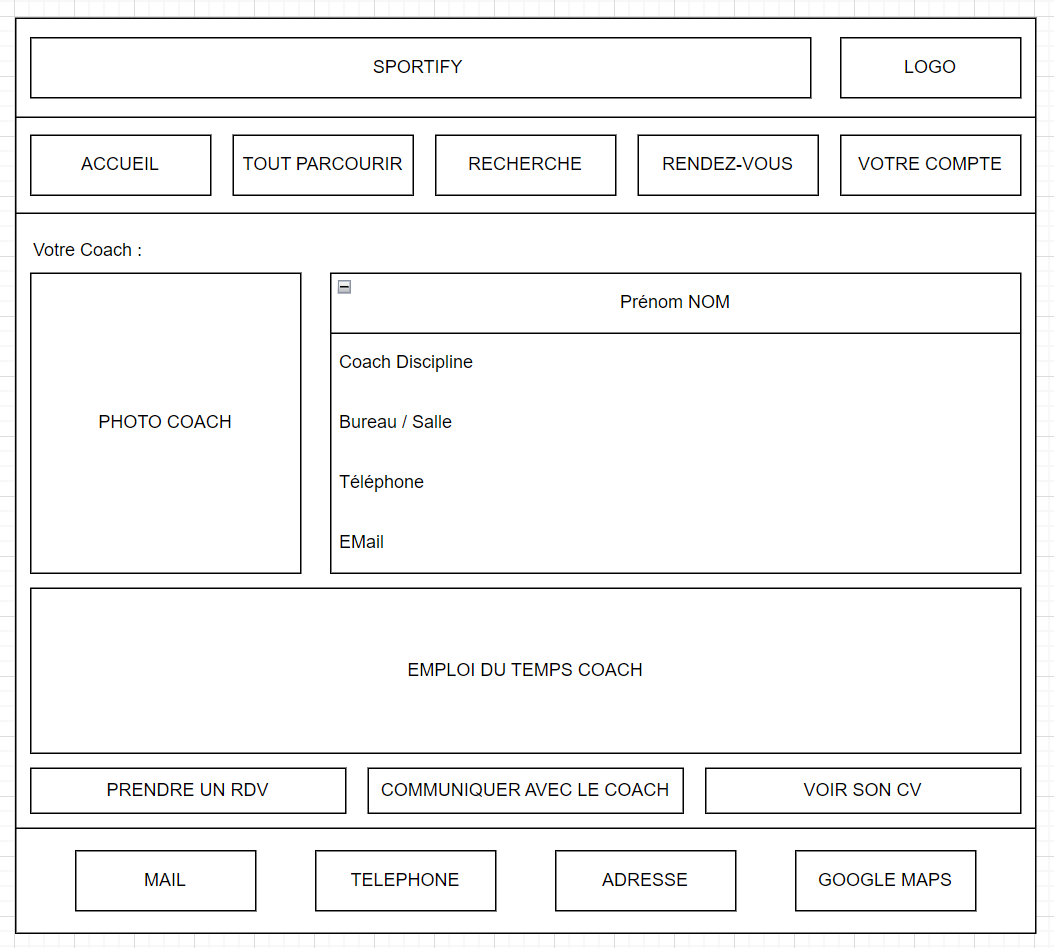 SPORTIFY
LOGO
ACCUEIL
TOUT PARCOURIR
RECHERCHE
RENDEZ-VOUS
VOTRE COMPTE
Votre Coach :
PHOTO COACH
Prénom NOM
Coach Discipline
Bureau / Salle
Téléphone
EMail
EMPLOI DU TEMPS COACH
PRENDRE UN RDV
COMMUNIQUER AVEC LE COACH
VOIR SON CV
MAIL
TELEPHONE
ADRESSE
GOOGLE MAPS